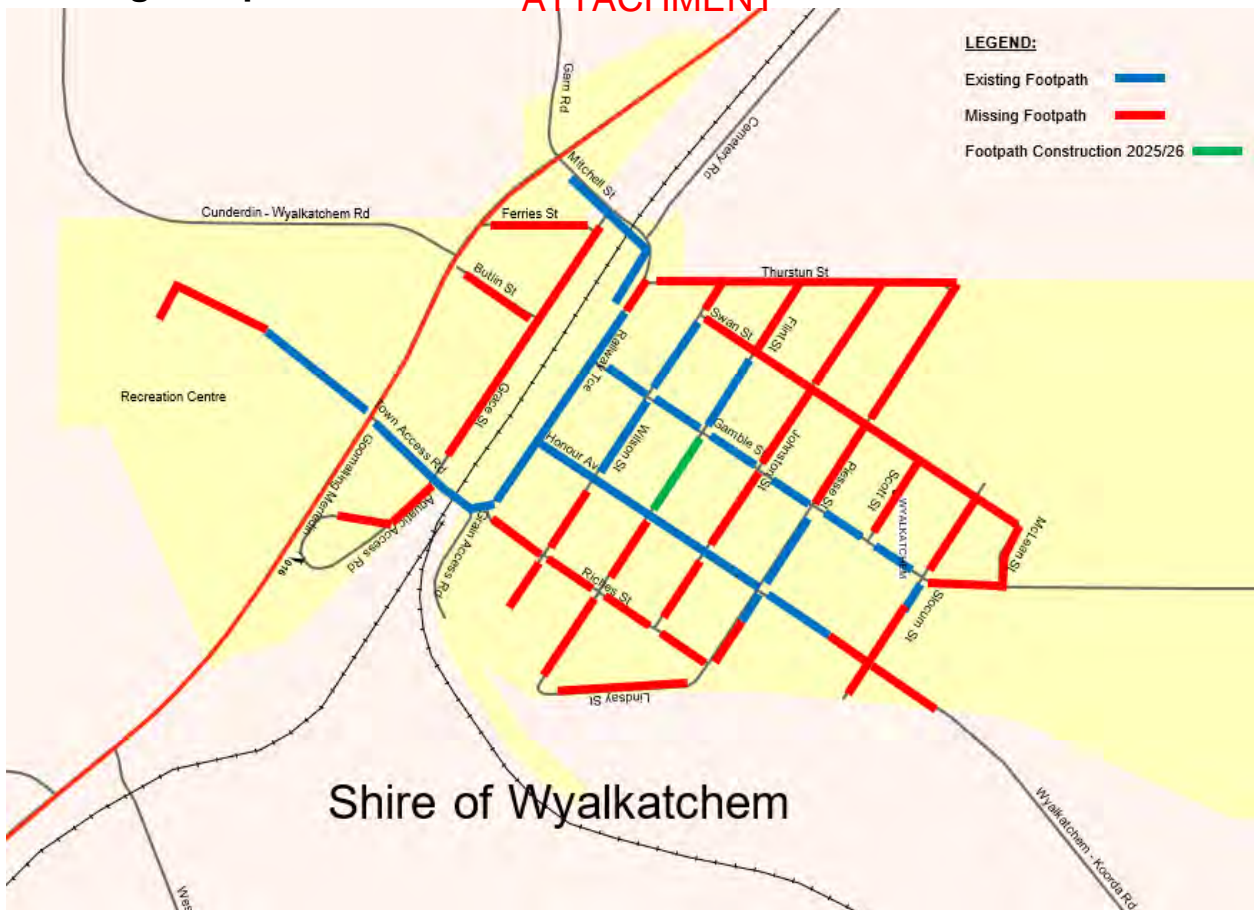 ATTACHMENT
LEGEND:
Existing Footpath
Missing Footpath
Footpath Construction 2025/26
Garn Rd
Cemetery Rd
Mitchell St
Cunderdin - Wyalkatchem Rd
Ferries St
Butlin St
Thurstun St
Swan St
Flint St
Railway Tce
Recreation Centre
Grace St
Town Access Rd
Goomalling Merredin
Honour Av
Wilson St
Gamble S
Johnston St
Piesse St
Scott St
WYALKATCHEM
McLean St
Aquatic Access Rd
Grain Access Rd
016
Riches St
Slocum St
Lindsay St
Shire of Wyalkatchem
Wyalkatchem - Koorda Rd
Wes